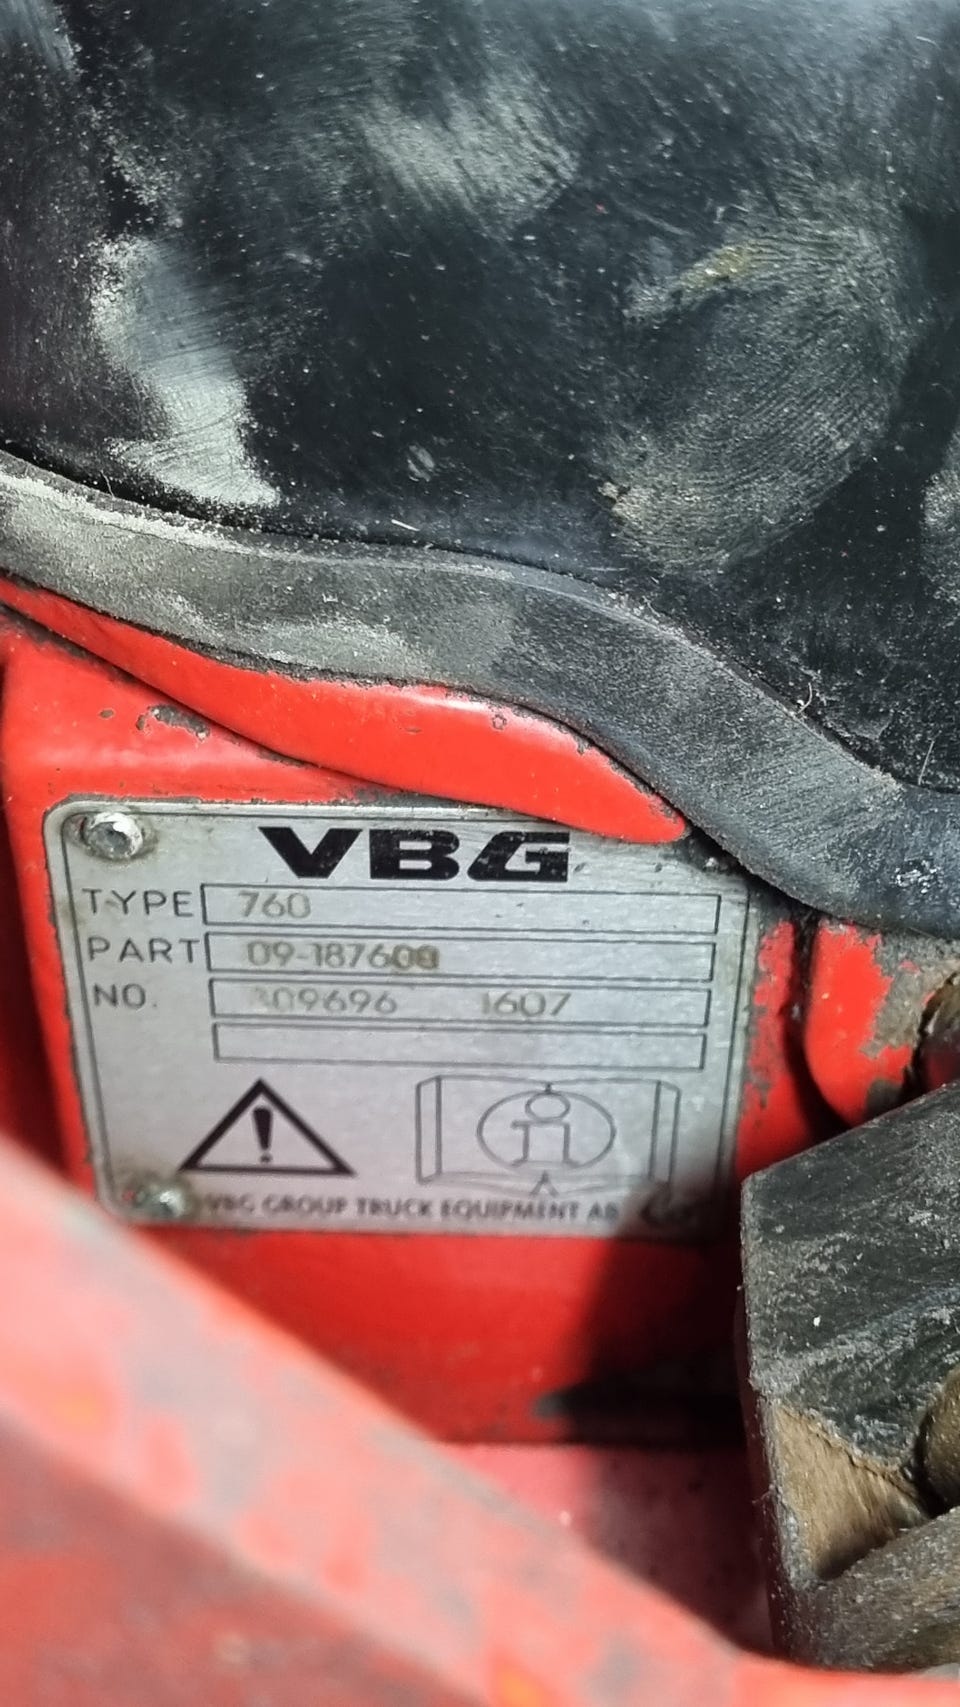 VBG
TYPE 760
PART 09-187600
NO. 309696 1607
VBG GROUP TRUCK EQUIPMENT AB